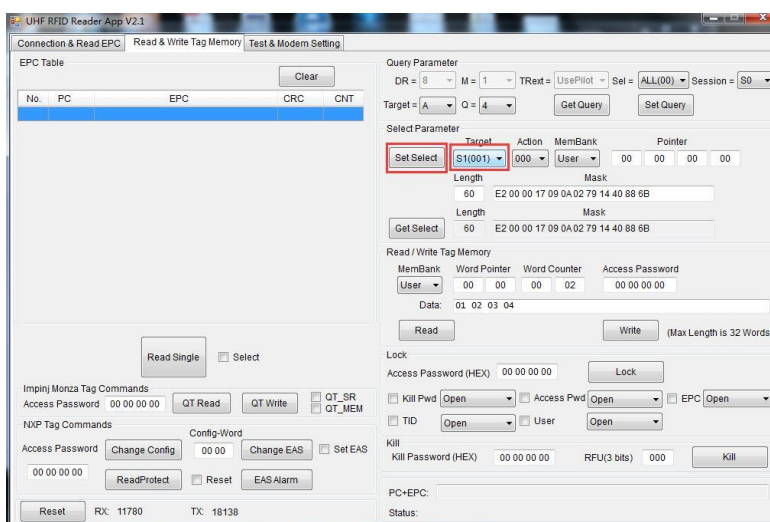 UHF RFID Reader App V2.1
Connection & Read EPC Read & Write Tag Memory Test & Modem Setting
EPC Table
Clear
No. PC EPC CRC CNT
Read Single Select
Impinj Monza Tag Commands
Access Password 00 00 00 00 QT Read QT Write QT_SR
QT_MEM
NXP Tag Commands
Config-Word
Access Password Change Config 00 00 Change EAS Set EAS
00 00 00 00 ReadProtect Reset EAS Alarm
Reset RX: 11780 TX: 18138
Query Parameter
DR = 8 M = 1 TRext = UsePilot Sel = ALL(00) Session = S0
Target = A Q = 4 Get Query Set Query
Select Parameter
Target Action MemBank Pointer
Set Select S1(001) 000 User 00 00 00 00
Length Mask
60 E2 00 00 17 09 0A 02 79 14 40 88 6B
Length Mask
Get Select 60 E2 00 00 17 09 0A 02 79 14 40 88 6B
Read / Write Tag Memory
MemBank Word Pointer Word Counter Access Password
User 00 00 00 02 00 00 00 00
Data: 01 02 03 04
Read Write (Max Length is 32 Words
Lock
Access Password (HEX) 00 00 00 00 Lock
Kill Pwd Open Access Pwd Open EPC Open
TID Open User Open
Kill
Kill Password (HEX) 00 00 00 00 RFU(3 bits) 000 Kill
PC+EPC:
Status: